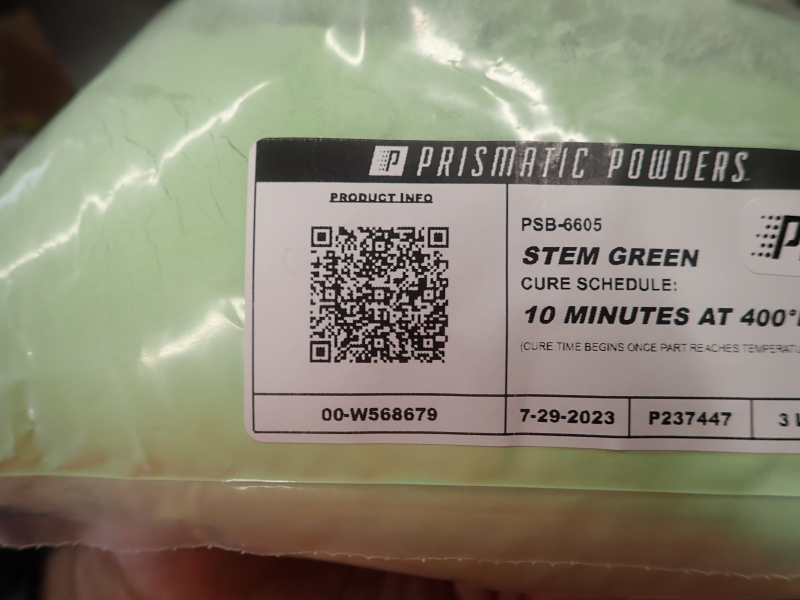 P PRISMATIC POWDERS
PRODUCT INFO
PSB-6605
STEM GREEN
CURE SCHEDULE:
10 MINUTES AT 400°
(CURE TIME BEGINS ONCE PART REACHES
00-W568679
7-29-2023
P237447
3